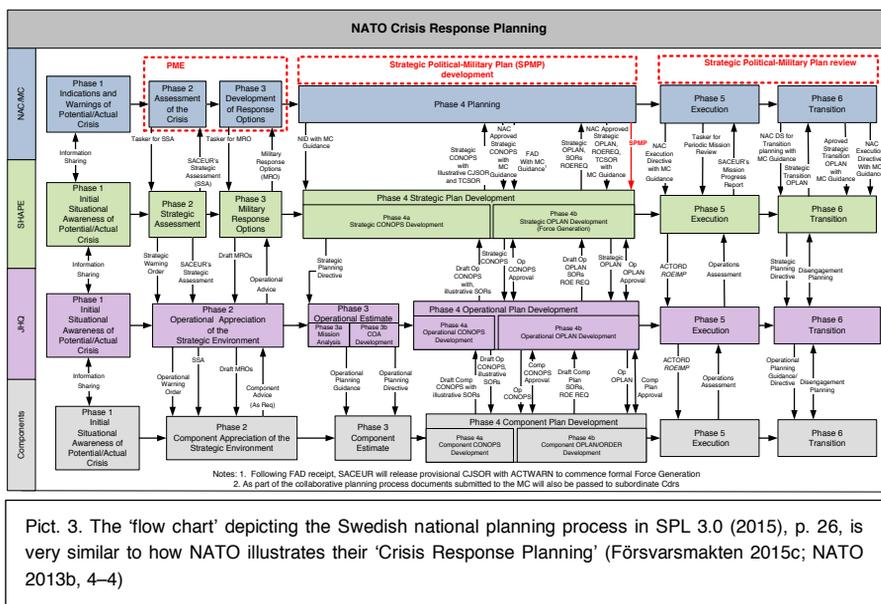 NATO Crisis Response Planning
NAC/MC
PME
Strategic Political-Military Plan (SPMP)
development
Strategic Political-Military Plan review
Phase 1
Indications and
Warnings of
Potential/Actual
Crisis
Phase 2
Assessment
of the
Crisis
Phase 3
Development
of Response
Options
Phase 4 Planning
Phase 5
Execution
Phase 6
Transition
Information
Sharing
Tasker for SSA
SACEUR's
Strategic
Assessment
(SSA)
Tasker for MRO
Military
Response
Options
(MRO)
NID with MC
Guidance
Strategic
CONOPS
with
illustrative CJSOR
and TCSOR
NAC
Approved
Strategic
CONOPS
with
MC
Guidance
FAD
With MC
Guidance¹
Strategic
OPLAN,
SORs
ROEREQ
NAC Approved
Strategic
OPLAN,
ROEREQ,
TCSOR
with
MC Guidance
SPMP
NAC
Execution
Directive
with MC
Guidance
Tasker for
Periodic Mission
Review
SACEUR's
Mission
Progress
Report
NAC DS for
Transition
planning with
MC Guidance
Strategic
Transition
OPLAN
Approved
Strategic
Transition
OPLAN
NAC
Execution
Directive
with MC
Guidance
SHAPE
Phase 1
Initial
Situational
Awareness of
Potential/Actual
Crisis
Phase 2
Strategic
Assessment
Phase 3
Military
Response
Options
Phase 4 Strategic Plan Development
Phase 4a
Strategic CONOPS Development
Phase 4b
Strategic OPLAN Development
(Force Generation)
Phase 5
Execution
Phase 6
Transition
Information
Sharing
Strategic
Warning
Order
SACEUR's
Strategic
Assessment
Draft MROs
Operational
Advice
Strategic
Planning
Directive
Draft Op
CONOPS
with,
illustrative SORs
Strategic
CONOPS
Op
CONOPS
Approval
Draft Op
OPLAN
SORs
ROE REQ
Strategic
OPLAN
Op
OPLAN
Approval
ACTORD
ROEIMP
Operations
Assessment
Strategic
Planning
Directive
Disengagement
Planning
JHQ
Phase 1
Initial
Situational
Awareness of
Potential/Actual
Crisis
Phase 2
Operational Appreciation
of the
Strategic Environment
Phase 3
Operational Estimate
Phase 3a
Mission
Analysis
Phase 3b
COA
Development
Phase 4 Operational Plan Development
Phase 4a
Operational CONOPS
Development
Phase 4b
Operational OPLAN Development
Phase 5
Execution
Phase 6
Transition
Information
Sharing
Operational
Warning
Order
SSA
Draft MROs
Component
Advice
(As Req)
Operational
Planning
Guidance
Operational
Planning
Directive
Draft Comp
CONOPS with
illustrative SORs
Draft Op
CONOPS,
illustrative
SORs
Op
CONOPS
Comp
CONOPS
Approval
Draft Comp
Plan
SORs,
ROE REQ
Op
OPLAN
Comp
Plan
Approval
ACTORD
ROEIMP
Operations
Assessment
Operational
Planning
Guidance/
Directive
Disengagement
Planning
Components
Phase 1
Initial
Situational
Awareness of
Potential/Actual
Crisis
Phase 2
Component Appreciation of the
Strategic Environment
Phase 3
Component
Estimate
Phase 4 Component Plan Development
Phase 4a
Component CONOPS
Development
Phase 4b
Component OPLAN/ORDER
Development
Phase 5
Execution
Phase 6
Transition
Notes: 1. Following FAD receipt, SACEUR will release provisional CJSOR with ACTWARN to commence formal Force Generation
2. As part of the collaborative planning process documents submitted to the MC will also be passed to subordinate Cdrs
Pict. 3. The ‘flow chart’ depicting the Swedish national planning process in SPL 3.0 (2015), p. 26, is
very similar to how NATO illustrates their ‘Crisis Response Planning’ (Försvarsmakten 2015c; NATO
2013b, 4–4)